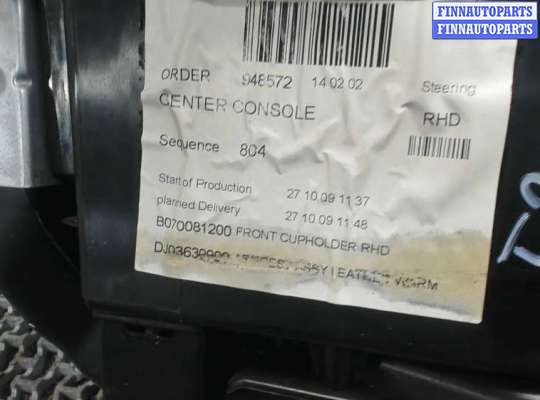 FINNAUTOPARTS
FINNAUTOPARTS
ORDER 948572 14 02 02 Steering
CENTER CONSOLE RHD
Sequence 804
Start of Production 27 10 09 11 37
planned Delivery 27 10 09 11 48
B070081200 FRONT CUPHOLDER RHD